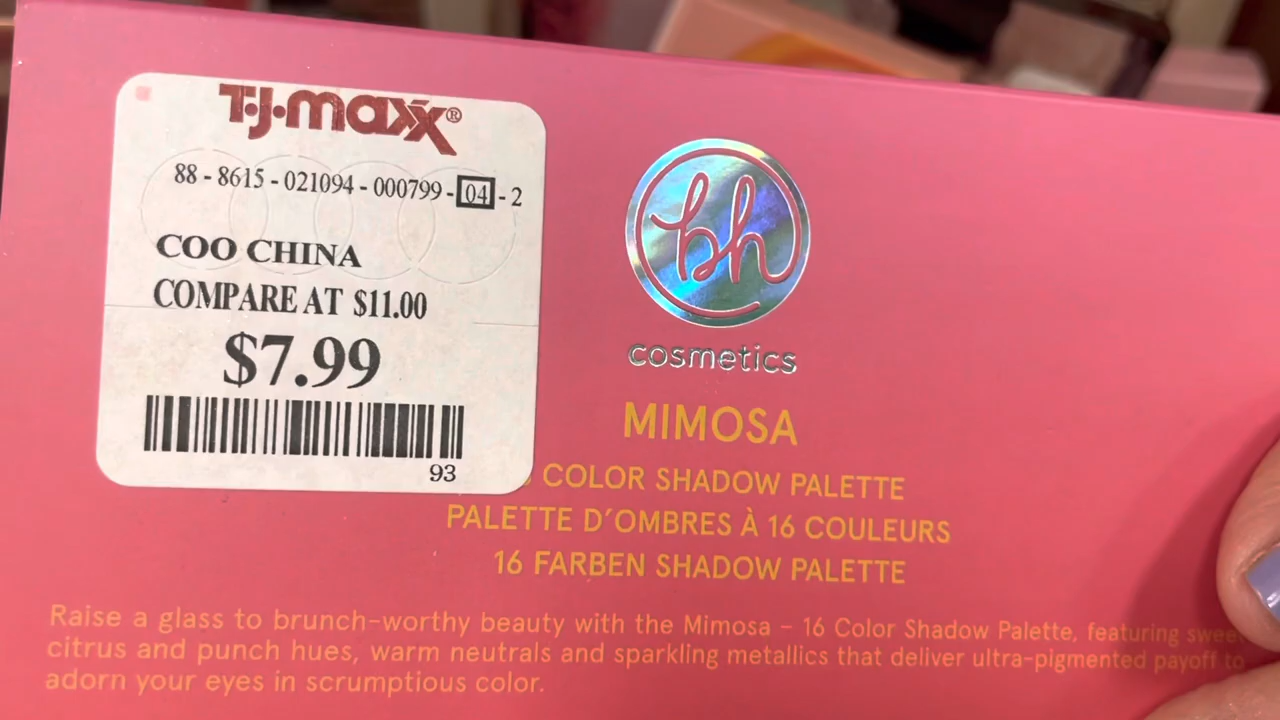 T·J·maxx®
88 - 8615 - 021094 - 000799 - 04 - 2
COO CHINA
COMPARE AT $11.00
$7.99
93
bh
cosmetics
MIMOSA
COLOR SHADOW PALETTE
PALETTE D'OMBRES À 16 COULEURS
16 FARBEN SHADOW PALETTE
Raise a glass to brunch-worthy beauty with the Mimosa – 16 Color Shadow Palette, featuring sweet
citrus and punch hues, warm neutrals and sparkling metallics that deliver ultra-pigmented payoff to
adorn your eyes in scrumptious color.